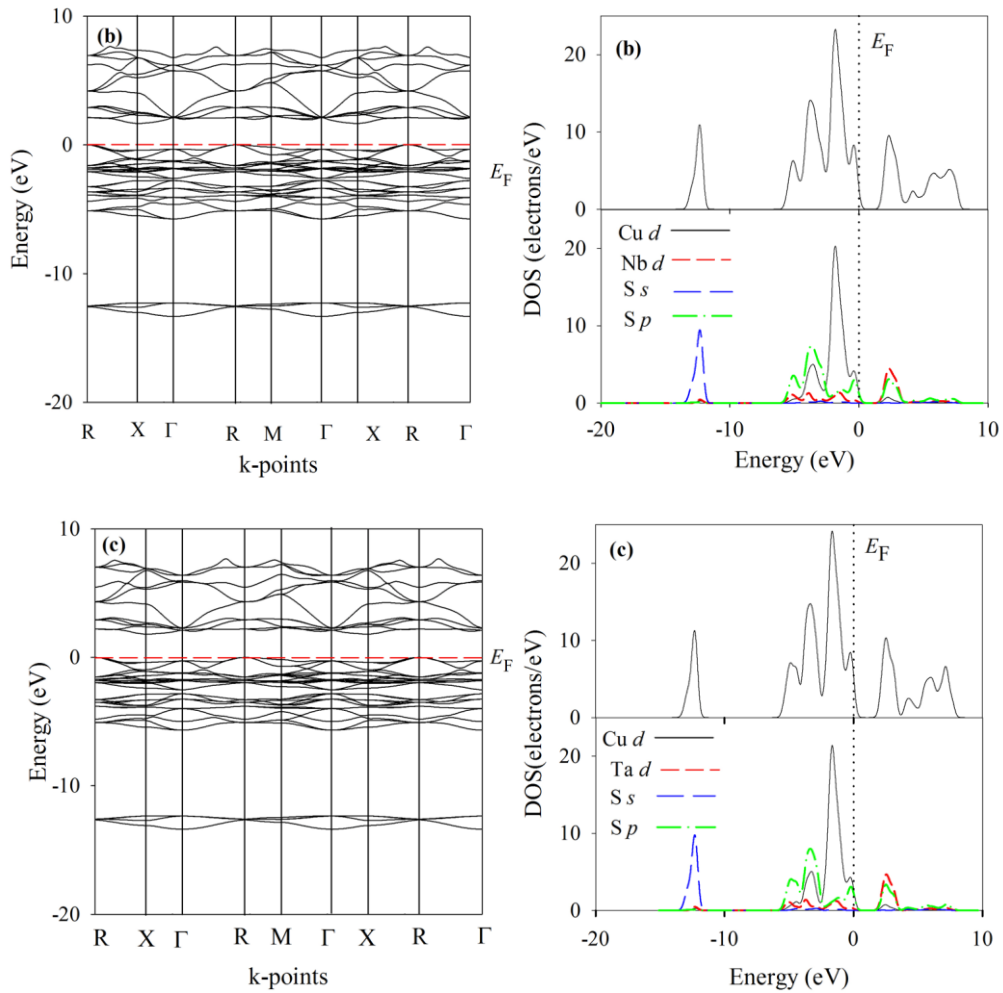 (b)
10
0
-10
-20
Energy (eV)
E_F
R X Γ R M Γ X R Γ
k-points
(b)
E_F
20
10
0
Cu d
Nb d
S s
S p
20
10
0
DOS (electrons/eV)
-20 -10 0 10
Energy (eV)
(c)
10
0
-10
-20
Energy (eV)
E_F
R X Γ R M Γ X R Γ
k-points
(c)
E_F
20
10
0
Cu d
Ta d
S s
S p
20
10
0
DOS(electrons/eV)
-20 -10 0 10
Energy (eV)